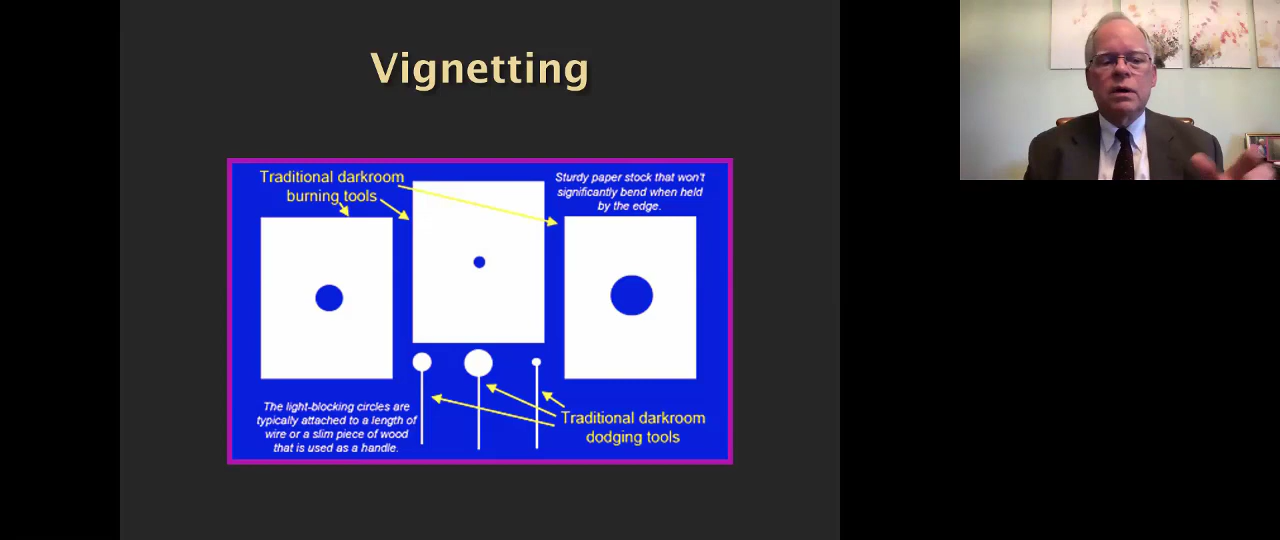 Vignetting
Traditional darkroom
burning tools
Sturdy paper stock that won't
significantly bend when held
by the edge.
The light-blocking circles are
typically attached to a length of
wire or a slim piece of wood
that is used as a handle.
Traditional darkroom
dodging tools